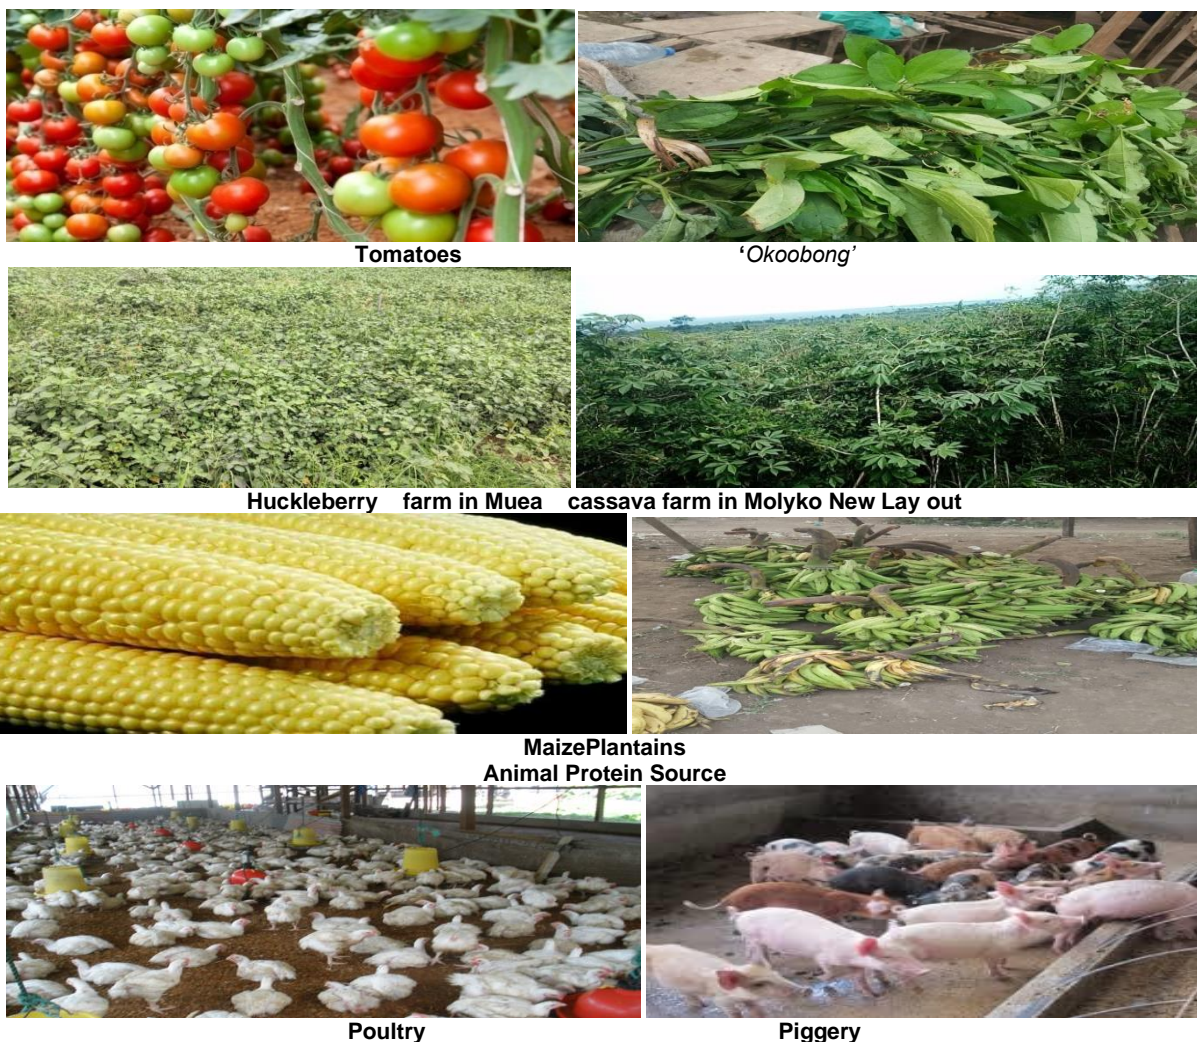 Tomatoes ‘Okoobong’
Huckleberry farm in Muea cassava farm in Molyko New Lay out
MaizePlantains
Animal Protein Source
Poultry Piggery